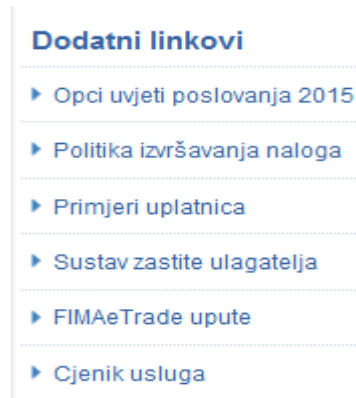 Dodatni linkovi
Opci uvjeti poslovanja 2015
Politika izvršavanja naloga
Primjeri uplatnica
Sustav zastite ulagatelja
FIMAeTrade upute
Cjenik usluga